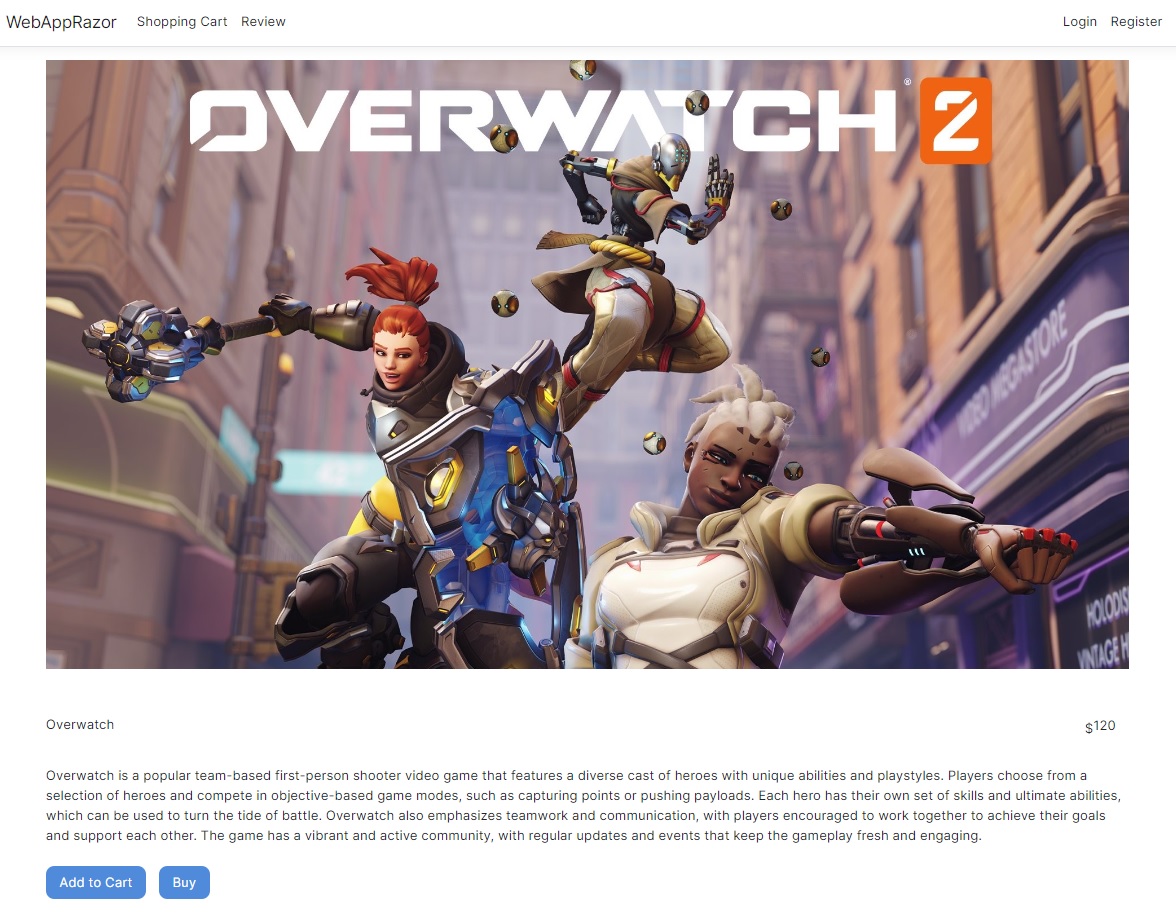 WebAppRazor Shopping Cart Review Login Register
OVERWATCH® 2
VIDEO MEGASTORE
HOLODIS
VINTAGE H
Overwatch $120
Overwatch is a popular team-based first-person shooter video game that features a diverse cast of heroes with unique abilities and playstyles. Players choose from a
selection of heroes and compete in objective-based game modes, such as capturing points or pushing payloads. Each hero has their own set of skills and ultimate abilities,
which can be used to turn the tide of battle. Overwatch also emphasizes teamwork and communication, with players encouraged to work together to achieve their goals
and support each other. The game has a vibrant and active community, with regular updates and events that keep the gameplay fresh and engaging.
Add to Cart Buy